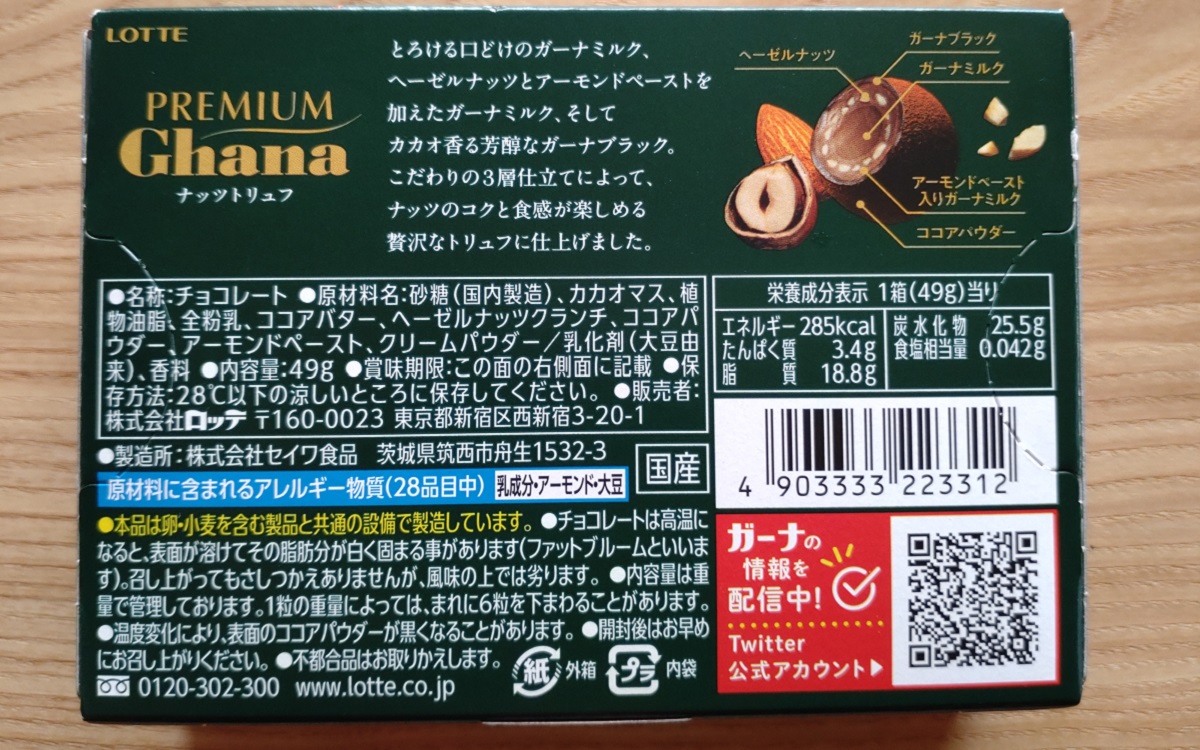 LOTTE
PREMIUM
Ghana
ナッツトリュフ
とろける口どけのガーナミルク、
ヘーゼルナッツとアーモンドペーストを
加えたガーナミルク、そして
カカオ香る芳醇なガーナブラック。
こだわりの3層仕立てによって、
ナッツのコクと食感が楽しめる
贅沢なトリュフに仕上げました。
ヘーゼルナッツ
ガーナブラック
ガーナミルク
アーモンドペースト
入りガーナミルク
ココアパウダー
●名称:チョコレート ●原材料名:砂糖(国内製造)、カカオマス、植
物油脂、全粉乳、ココアバター、ヘーゼルナッツクランチ、ココアパ
ウダー、アーモンドペースト、クリームパウダー/乳化剤(大豆由
来)、香料 ●内容量:49g ●賞味期限:この面の右側面に記載 ●保
存方法:28℃以下の涼しいところに保存してください。 ●販売者:
株式会社ロッテ 〒160-0023 東京都新宿区西新宿3-20-1
●製造所:株式会社セイワ食品 茨城県筑西市舟生1532-3
国産
原材料に含まれるアレルギー物質(28品目中) 乳成分・アーモンド・大豆
●本品は卵・小麦を含む製品と共通の設備で製造しています。 ●チョコレートは高温に
なると、表面が溶けてその脂肪分が白く固まる事があります(ファットブルームといいま
す)。召し上がってもさしつかえありませんが、風味の上では劣ります。 ●内容量は重
量で管理しております。1粒の重量によっては、まれに6粒を下まわることがあります。
●温度変化により、表面のココアパウダーが黒くなることがあります。 ●開封後はお早め
にお召し上がりください。 ●不都合品はお取りかえします。
0120-302-300 www.lotte.co.jp
紙 外箱
プラ 内袋
栄養成分表示 1箱(49g)当り
エネルギー 285kcal
たんぱく質 3.4g
脂質 18.8g
炭水化物 25.5g
食塩相当量 0.042g
4 903333 223312
ガーナの
情報を
配信中!
Twitter
公式アカウント▶